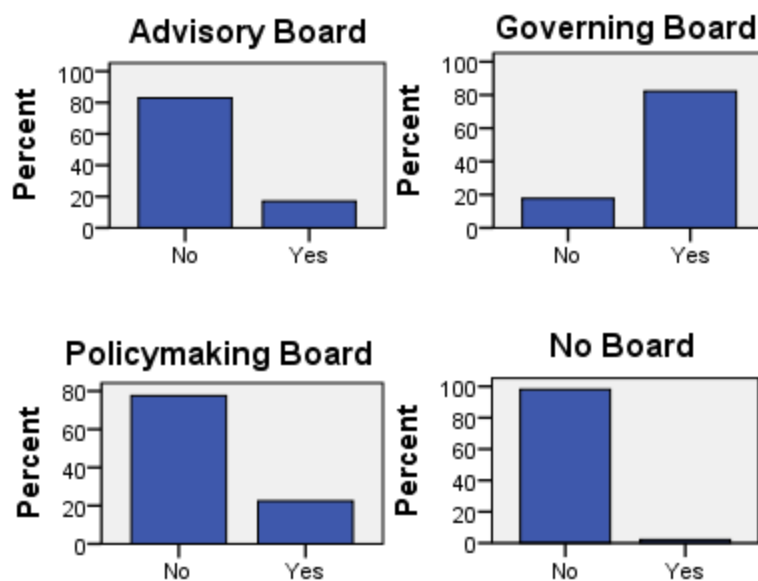 Advisory Board
Percent
100
80
60
40
20
0
No Yes
Governing Board
Percent
100
80
60
40
20
0
No Yes
Policymaking Board
Percent
80
60
40
20
0
No Yes
No Board
Percent
100
80
60
40
20
0
No Yes